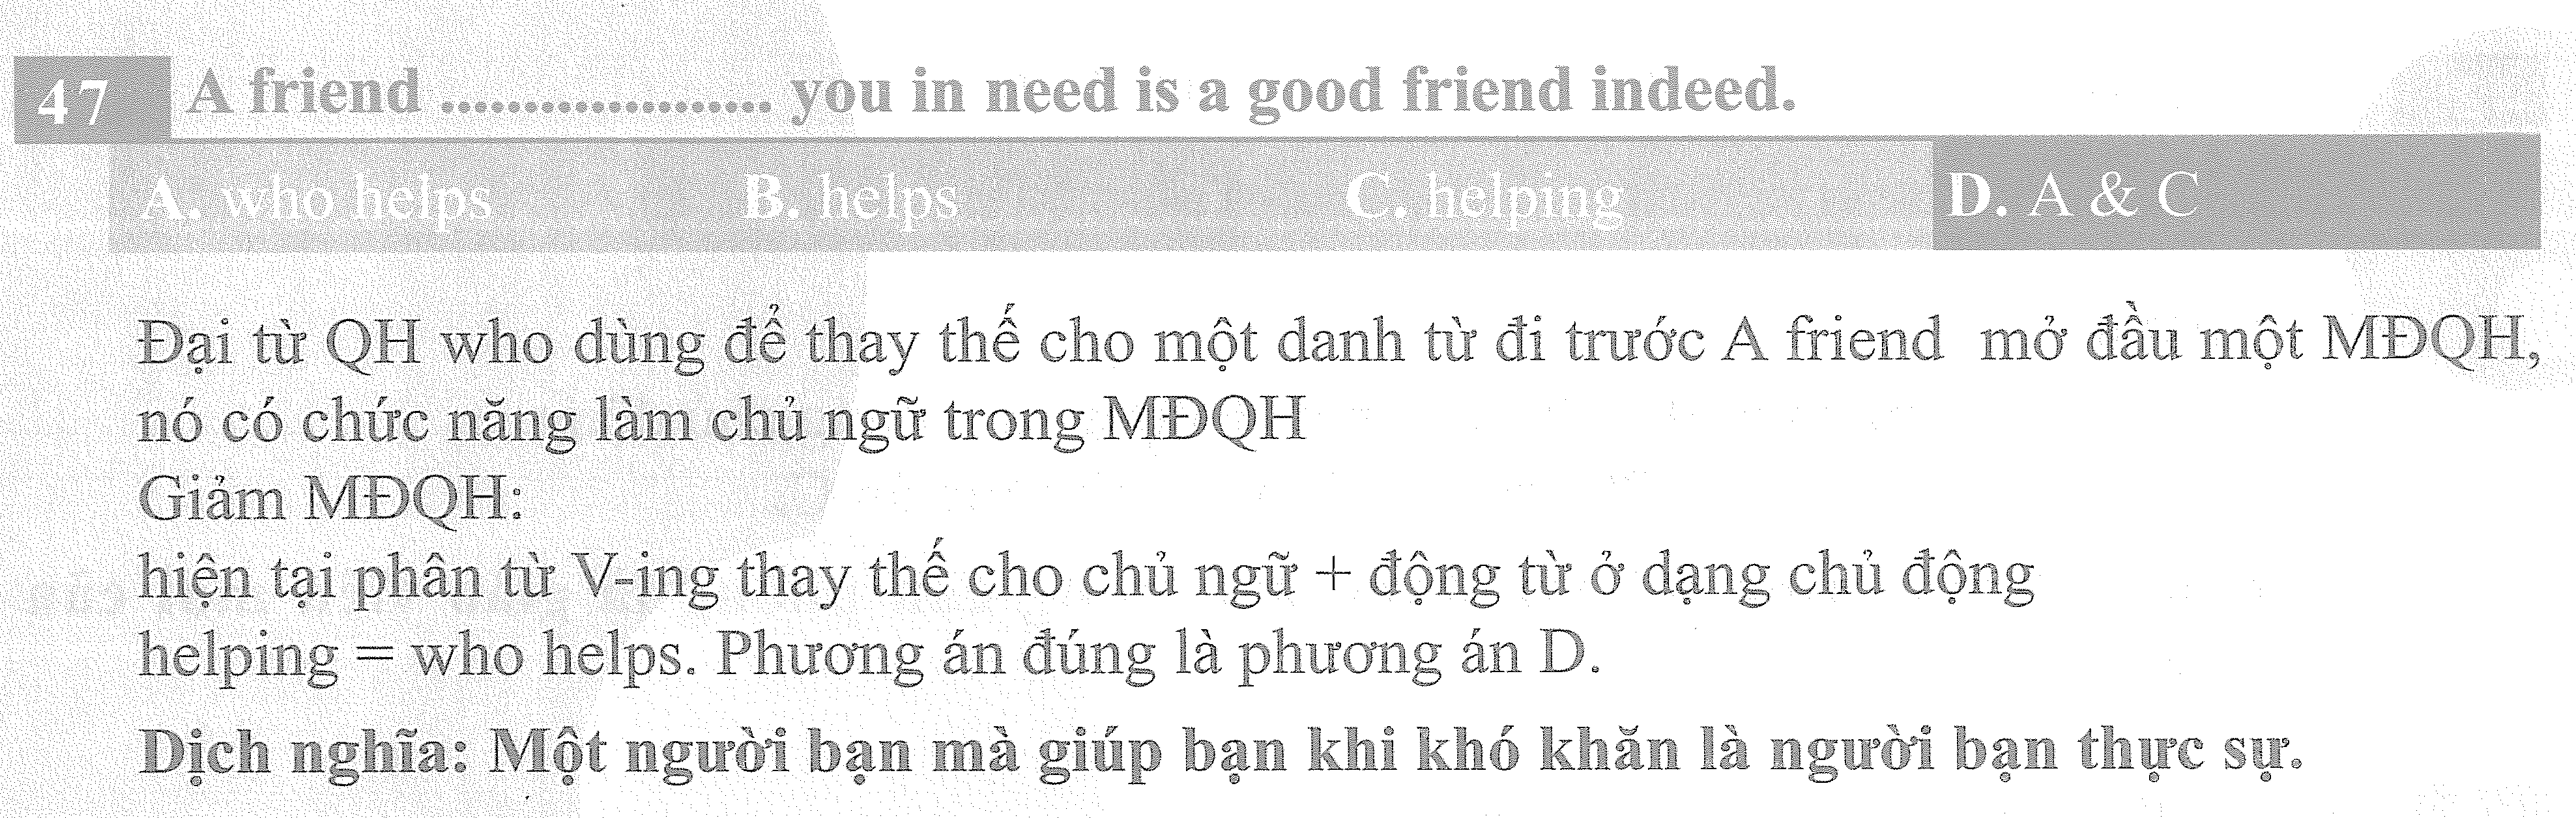 47 A friend .................... you in need is a good friend indeed.
A. who helps B. helps C. helping D. A & C
Đại từ QH who dùng để thay thế cho một danh từ đi trước A friend mở đầu một MĐQH,
nó có chức năng làm chủ ngữ trong MĐQH
Giảm MĐQH:
hiện tại phân từ V-ing thay thế cho chủ ngữ + động từ ở dạng chủ động
helping = who helps. Phương án đúng là phương án D.
Dịch nghĩa: Một người bạn mà giúp bạn khi khó khăn là người bạn thực sự.